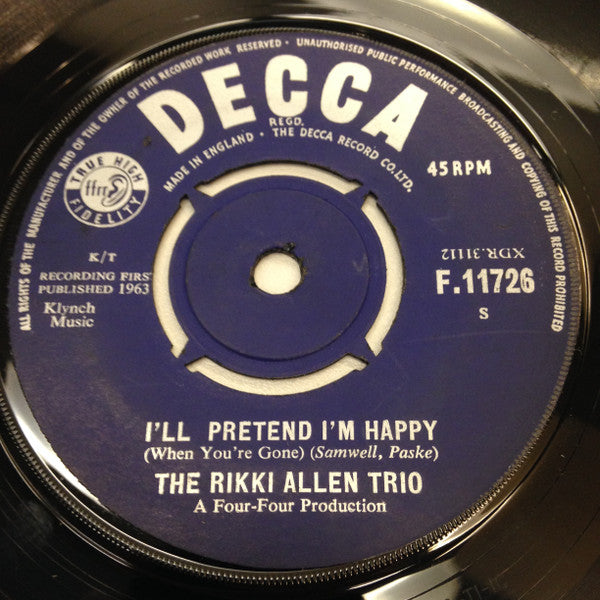 ALL RIGHTS OF THE MANUFACTURER AND OF THE OWNER OF THE RECORDED WORK RESERVED • UNAUTHORISED PUBLIC PERFORMANCE BROADCASTING AND COPYING OF THIS RECORD PROHIBITED
DECCA
REGD.
MADE IN ENGLAND • THE DECCA RECORD CO. LTD.
TRUE HIGH
ffrr
FIDELITY
45 RPM
XDR.31112
K/T
RECORDING FIRST
PUBLISHED 1963
Klynch
Music
F.11726
S
I'LL PRETEND I'M HAPPY
(When You're Gone) (Samwell, Paske)
THE RIKKI ALLEN TRIO
A Four-Four Production